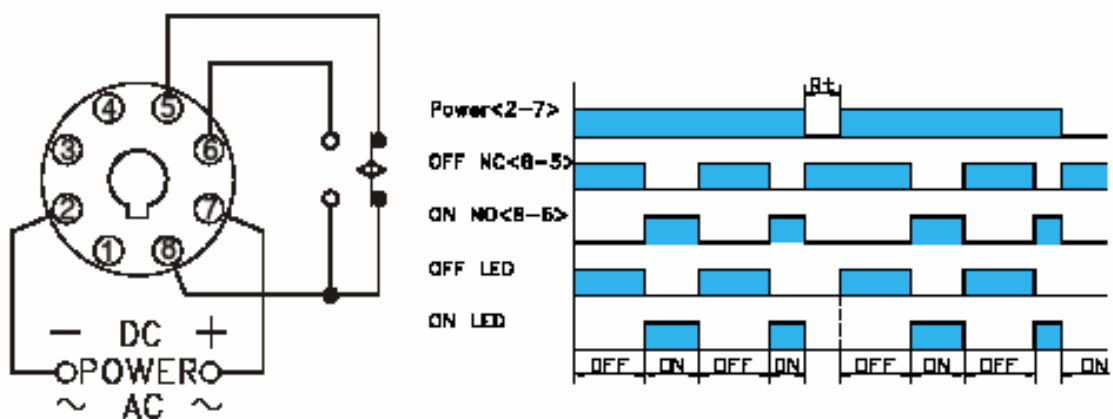 4 5
3 6
2 7
1 8
− DC +
POWER
~ AC ~
Rt
Power<2-7>
OFF NC<8-5>
ON NO<8-6>
OFF LED
ON LED
OFF ON OFF ON OFF ON OFF ON